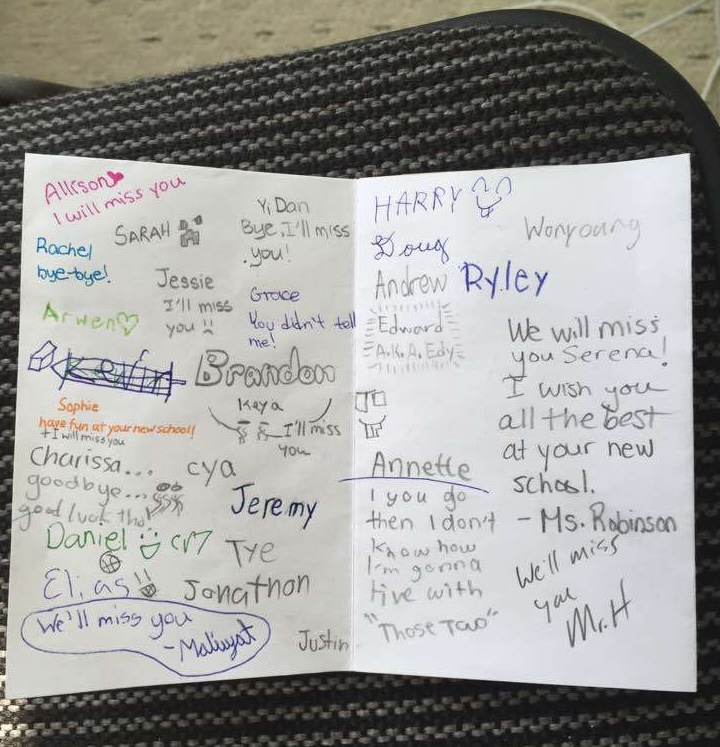 Allison
I will miss you
SARAH
Rachel
bye-bye!
Jessie
I'll miss
you !!
Arwen
Yi Dan
Bye, I'll miss
you!
Grace
You didn't tell
me!
Kevin
Brandon
Sophie
have fun at your new school!
+ I will miss you
Keya
I'll miss
you
Charissa...
goodbye...
good luck tho!
cya
Jeremy
Daniel
Tye
Elias
Jonathon
We'll miss you
-Maliuyat
Justin
HARRY
Wonyoung
Doug
Andrew
Ryley
Edward
A.K.A. Edy
Annette
I you go
then I don't
know how
I'm gonna
live with
"Those Two"
We will miss
you Serena!
I wish you
all the best
at your new
school.
- Ms. Robinson
We'll miss
you
Mr. H